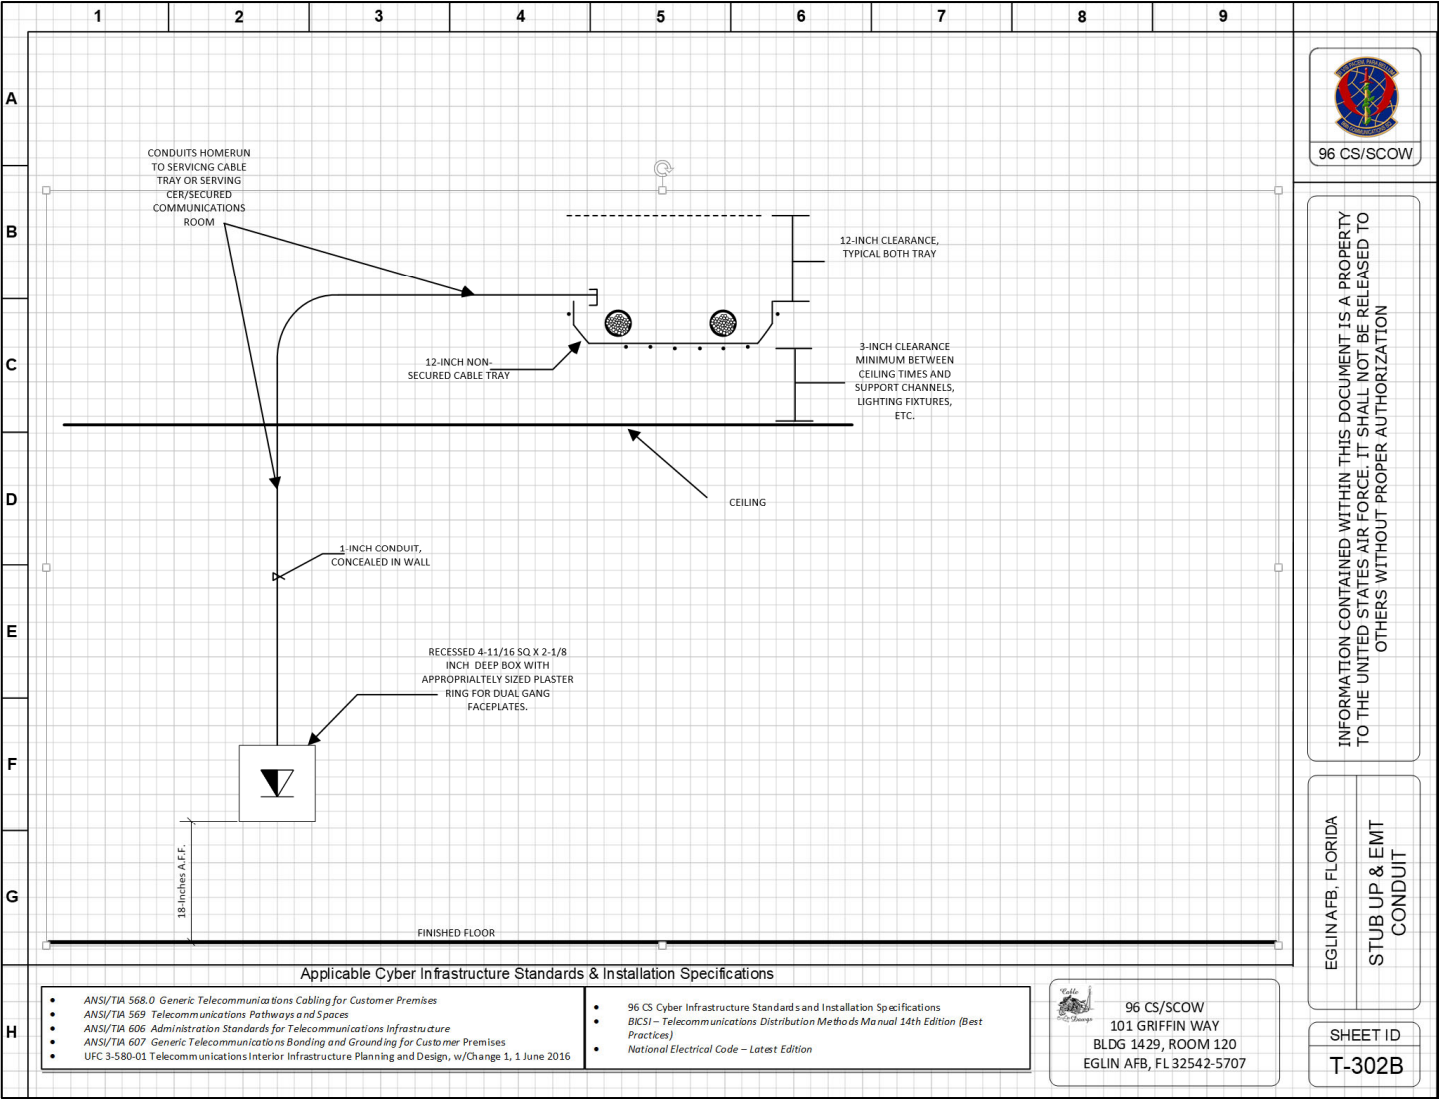 1 2 3 4 5 6 7 8 9
A
B
C
D
E
F
G
H
CONDUITS HOMERUN
TO SERVICNG CABLE
TRAY OR SERVING
CER/SECURED
COMMUNICATIONS
ROOM
12-INCH CLEARANCE,
TYPICAL BOTH TRAY
12-INCH NON-
SECURED CABLE TRAY
3-INCH CLEARANCE
MINIMUM BETWEEN
CEILING TIMES AND
SUPPORT CHANNELS,
LIGHTING FIXTURES,
ETC.
CEILING
1-INCH CONDUIT,
CONCEALED IN WALL
RECESSED 4-11/16 SQ X 2-1/8
INCH DEEP BOX WITH
APPROPRIALTELY SIZED PLASTER
RING FOR DUAL GANG
FACEPLATES.
18-Inches A.F.F.
FINISHED FLOOR
Applicable Cyber Infrastructure Standards & Installation Specifications
• ANSI/TIA 568.0 Generic Telecommunications Cabling for Customer Premises
• ANSI/TIA 569 Telecommunications Pathways and Spaces
• ANSI/TIA 606 Administration Standards for Telecommunications Infrastructure
• ANSI/TIA 607 Generic Telecommunications Bonding and Grounding for Customer Premises
• UFC 3-580-01 Telecommunications Interior Infrastructure Planning and Design, w/Change 1, 1 June 2016
• 96 CS Cyber Infrastructure Standards and Installation Specifications
• BICSI – Telecommunications Distribution Methods Manual 14th Edition (Best
Practices)
• National Electrical Code – Latest Edition
Cable
96 CS/SCOW
101 GRIFFIN WAY
BLDG 1429, ROOM 120
EGLIN AFB, FL 32542-5707
96 CS/SCOW
INFORMATION CONTAINED WITHIN THIS DOCUMENT IS A PROPERTY
TO THE UNITED STATES AIR FORCE. IT SHALL NOT BE RELEASED TO
OTHERS WITHOUT PROPER AUTHORIZATION
EGLIN AFB, FLORIDA
STUB UP & EMT
CONDUIT
SHEET ID
T-302B